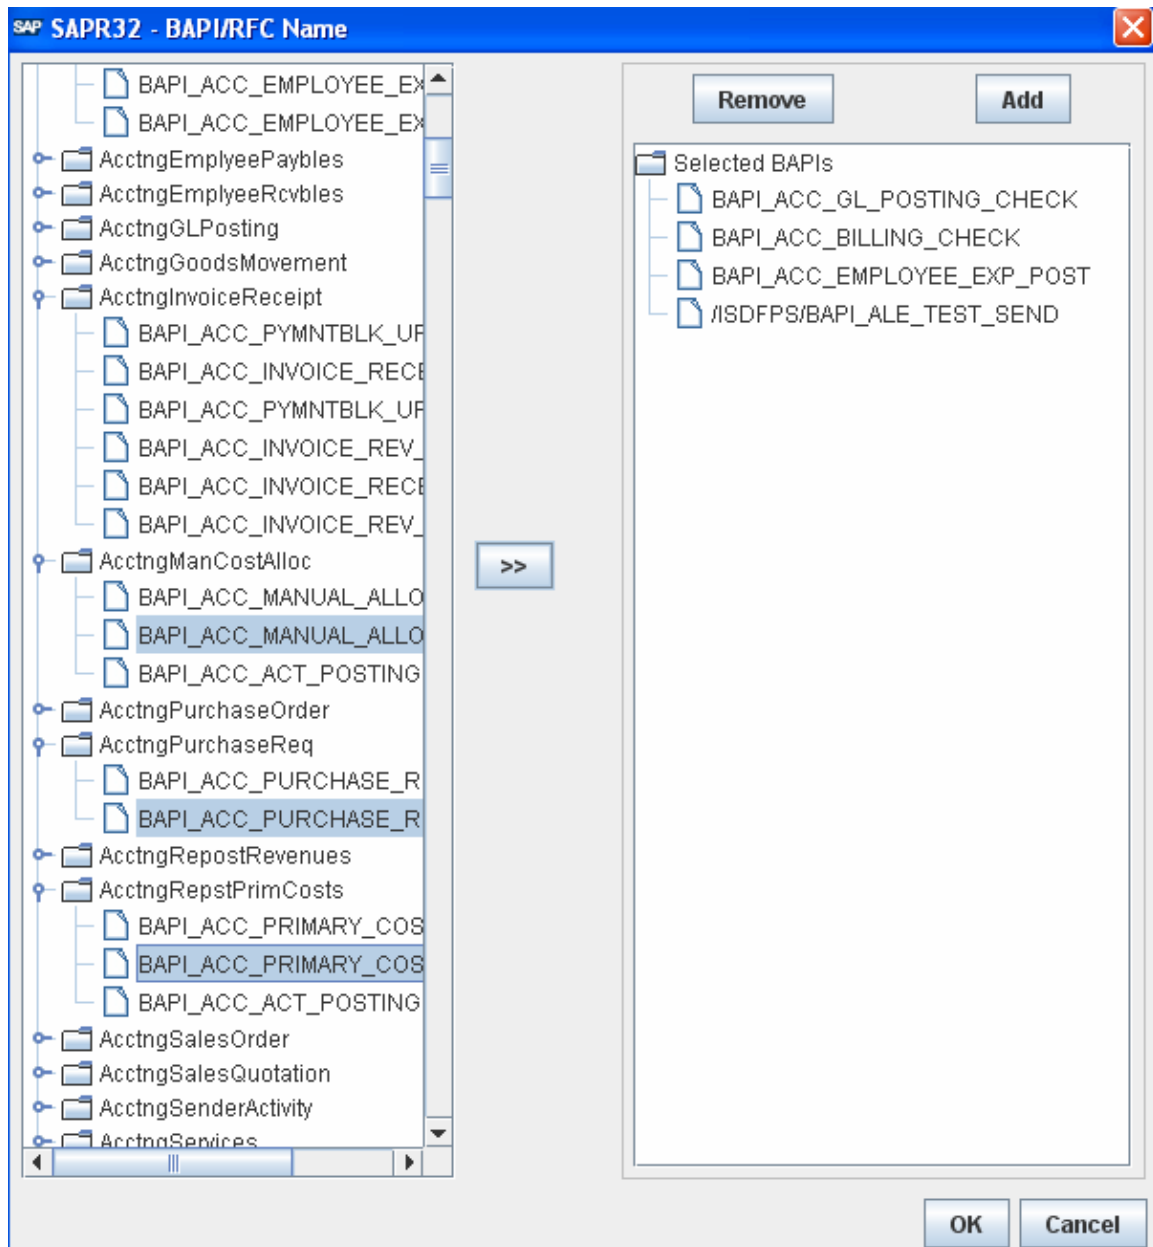 SAP SAPR32 - BAPI/RFC Name
BAPI_ACC_EMPLOYEE_EX
BAPI_ACC_EMPLOYEE_EX
AcctngEmplyeePaybles
AcctngEmplyeeRcvbles
AcctngGLPosting
AcctngGoodsMovement
AcctngInvoiceReceipt
BAPI_ACC_PYMNTBLK_UP
BAPI_ACC_INVOICE_RECE
BAPI_ACC_PYMNTBLK_UP
BAPI_ACC_INVOICE_REV_
BAPI_ACC_INVOICE_RECE
BAPI_ACC_INVOICE_REV_
AcctngManCostAlloc
BAPI_ACC_MANUAL_ALLO
BAPI_ACC_MANUAL_ALLO
BAPI_ACC_ACT_POSTING
AcctngPurchaseOrder
AcctngPurchaseReq
BAPI_ACC_PURCHASE_R
BAPI_ACC_PURCHASE_R
AcctngRepostRevenues
AcctngRepstPrimCosts
BAPI_ACC_PRIMARY_COS
BAPI_ACC_PRIMARY_COS
BAPI_ACC_ACT_POSTING
AcctngSalesOrder
AcctngSalesQuotation
AcctngSenderActivity
AcctngServices
>>
Remove Add
Selected BAPIs
BAPI_ACC_GL_POSTING_CHECK
BAPI_ACC_BILLING_CHECK
BAPI_ACC_EMPLOYEE_EXP_POST
/ISDFPS/BAPI_ALE_TEST_SEND
OK Cancel